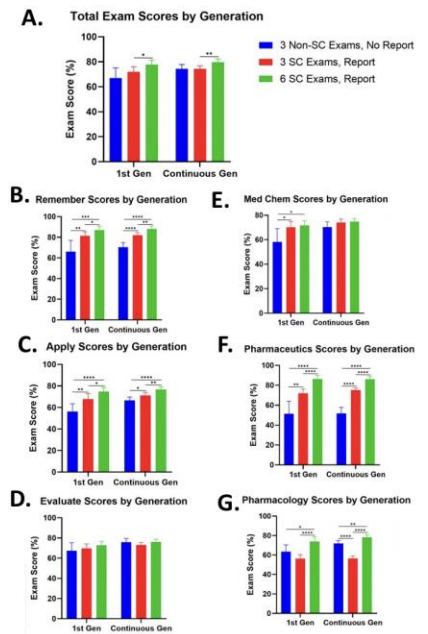 A.
Total Exam Scores by Generation
3 Non-SC Exams, No Report
3 SC Exams, Report
6 SC Exams, Report
Exam Score (%)
100
80
60
40
20
0
*
**
1st Gen
Continuous Gen
B.
Remember Scores by Generation
Exam Score (%)
100
80
60
40
20
0
***
**
*
****
****
**
1st Gen
Continuous Gen
E.
Med Chem Scores by Generation
Exam Score (%)
80
60
40
20
0
*
*
1st Gen
Continuous Gen
C.
Apply Scores by Generation
Exam Score (%)
100
80
60
40
20
0
****
**
*
****
*
**
1st Gen
Continuous Gen
F.
Pharmaceutics Scores by Generation
Exam Score (%)
100
80
60
40
20
0
****
****
**
****
****
****
1st Gen
Continuous Gen
D.
Evaluate Scores by Generation
Exam Score (%)
100
80
60
40
20
0
1st Gen
Continuous Gen
G.
Pharmacology Scores by Generation
Exam Score (%)
100
80
60
40
20
0
*
****
**
****
****
1st Gen
Continuous Gen